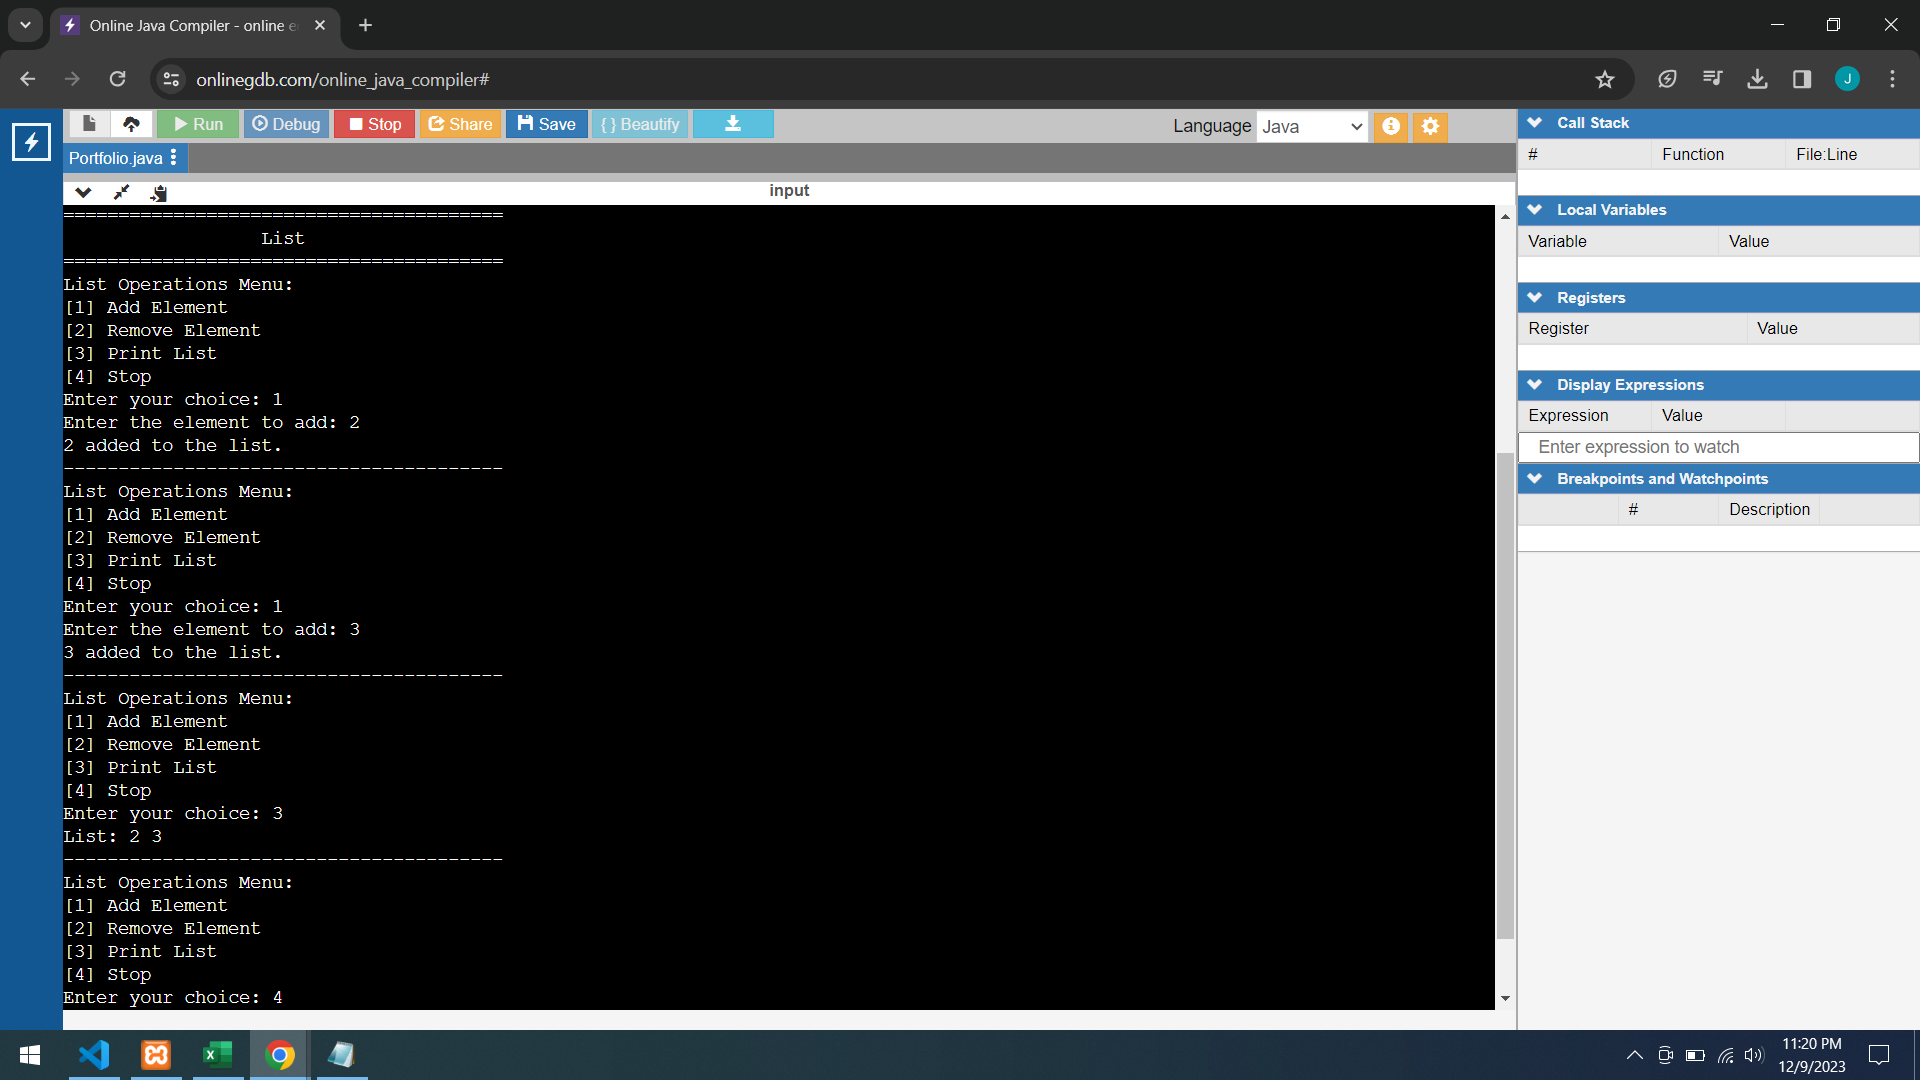 Online Java Compiler - online e
onlinegdb.com/online_java_compiler#
J
Run Debug Stop Share Save { } Beautify
Language Java
Portfolio.java
input
========================================
List
========================================
List Operations Menu:
[1] Add Element
[2] Remove Element
[3] Print List
[4] Stop
Enter your choice: 1
Enter the element to add: 2
2 added to the list.
----------------------------------------
List Operations Menu:
[1] Add Element
[2] Remove Element
[3] Print List
[4] Stop
Enter your choice: 1
Enter the element to add: 3
3 added to the list.
----------------------------------------
List Operations Menu:
[1] Add Element
[2] Remove Element
[3] Print List
[4] Stop
Enter your choice: 3
List: 2 3
----------------------------------------
List Operations Menu:
[1] Add Element
[2] Remove Element
[3] Print List
[4] Stop
Enter your choice: 4
Call Stack
# Function File:Line
Local Variables
Variable Value
Registers
Register Value
Display Expressions
Expression Value
Enter expression to watch
Breakpoints and Watchpoints
# Description
11:20 PM
12/9/2023